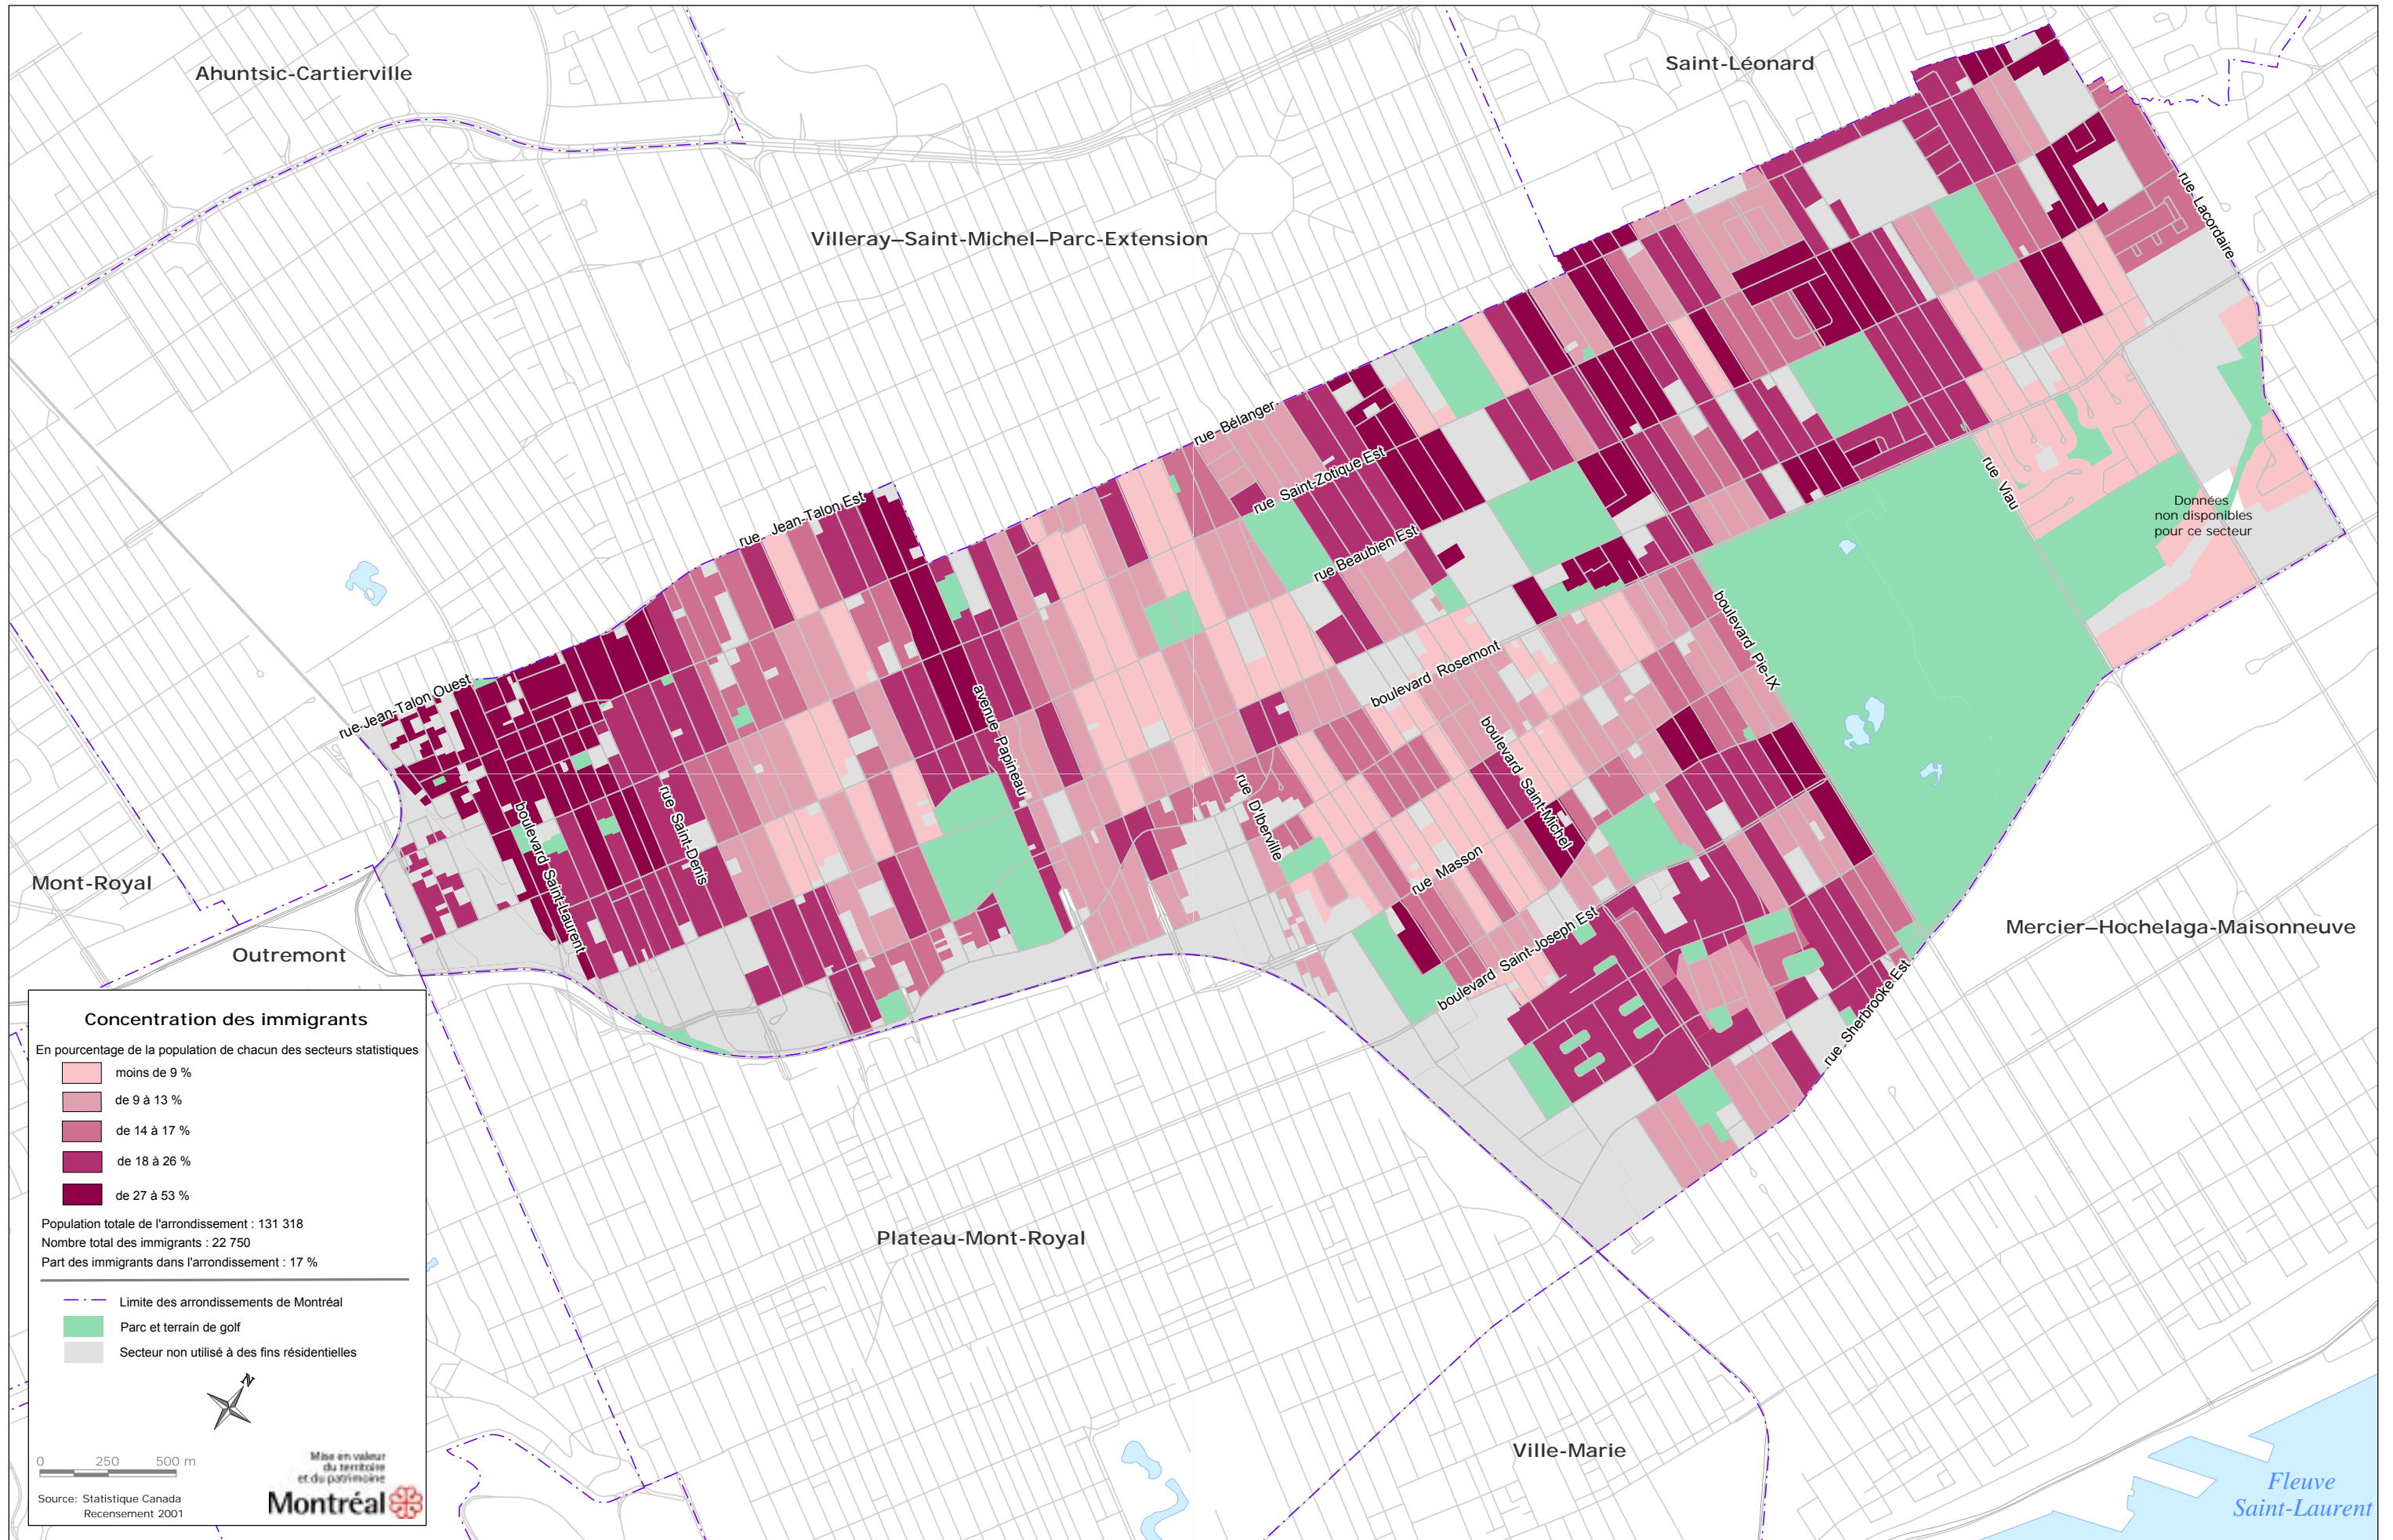 Ahuntsic-Cartierville
Saint-Léonard
Villeray–Saint-Michel–Parc-Extension
rue Lacordaire
rue Bélanger
rue Saint-Zotique Est
rue Jean-Talon Est
rue Viau
Données
non disponibles
pour ce secteur
rue Beaubien Est
boulevard Pie-IX
boulevard Rosemont
rue Jean-Talon Ouest
avenue Papineau
boulevard Saint-Michel
rue D'Iberville
rue Saint-Denis
boulevard Saint-Laurent
rue Masson
Mont-Royal
Outremont
boulevard Saint-Joseph Est
Mercier–Hochelaga-Maisonneuve
rue Sherbrooke Est
Plateau-Mont-Royal
Ville-Marie
Fleuve
Saint-Laurent
Concentration des immigrants
En pourcentage de la population de chacun des secteurs statistiques
moins de 9 %
de 9 à 13 %
de 14 à 17 %
de 18 à 26 %
de 27 à 53 %
Population totale de l'arrondissement : 131 318
Nombre total des immigrants : 22 750
Part des immigrants dans l'arrondissement : 17 %
Limite des arrondissements de Montréal
Parc et terrain de golf
Secteur non utilisé à des fins résidentielles
N
0 250 500 m
Mise en valeur
du territoire
et du patrimoine
Montréal
Source: Statistique Canada
Recensement 2001